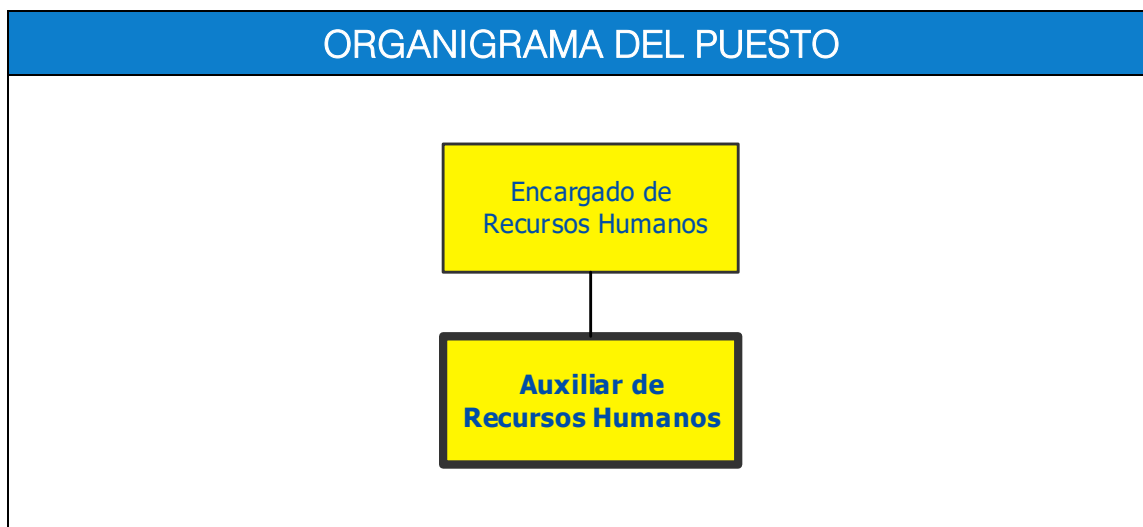 ORGANIGRAMA DEL PUESTO
Encargado de
Recursos Humanos
Auxiliar de
Recursos Humanos